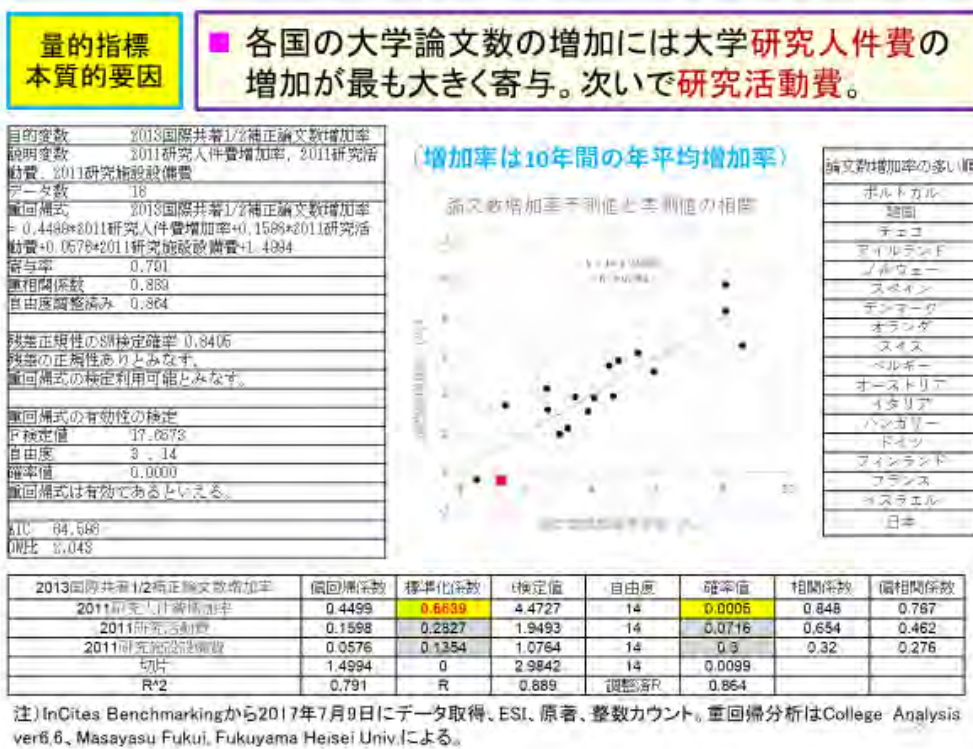 量的指標
本質的要因
■ 各国の大学論文数の増加には大学研究人件費の
増加が最も大きく寄与。次いで研究活動費。
目的変数 2013国際共著1/2補正論文数増加率
説明変数 2011研究人件費増加率, 2011研究活
動費, 2011研究施設設備費
データ数 18
重回帰式 2013国際共著1/2補正論文数増加率
= 0.4499*2011研究人件費増加率+0.1598*2011研究活
動費+0.0576*2011研究施設設備費+1.4994
寄与率 0.791
重相関係数 0.889
自由度調整済み 0.864
残差正規性のSW検定確率 0.8405
残差の正規性ありとみなす。
重回帰式の検定利用可能とみなす。
重回帰式の有効性の検定
F検定値 17.6573
自由度 3 , 14
確率値 0.0000
重回帰式は有効であるといえる。
AIC
DW比 2.043
(増加率は10年間の年平均増加率)
論文数増加率予測値と実測値の相関
論文数増加率の多い順
ポルトガル
韓国
チェコ
アイルランド
ノルウェー
スペイン
デンマーク
オランダ
スイス
ベルギー
オーストリア
イタリア
ハンガリー
ドイツ
フィンランド
フランス
イスラエル
日本
2013国際共著1/2補正論文数増加率 偏回帰係数 標準化係数 t検定値 自由度 確率値 相関係数 偏相関係数
2011研究人件費増加率 0.4499 0.6639 4.4727 14 0.0005 0.848 0.767
2011研究活動費 0.1598 0.2827 1.9493 14 0.0716 0.654 0.462
2011研究施設設備費 0.0576 0.1354 1.0764 14 0.3 0.32 0.276
切片 1.4994 0 2.9842 14 0.0099
R^2 0.791 R 0.889 調整済R 0.864
注)InCites Benchmarkingから2017年7月9日にデータ取得、ESI、原著、整数カウント。重回帰分析はCollege Analysis
ver6.6、Masayasu Fukui, Fukuyama Heisei Univ.による。